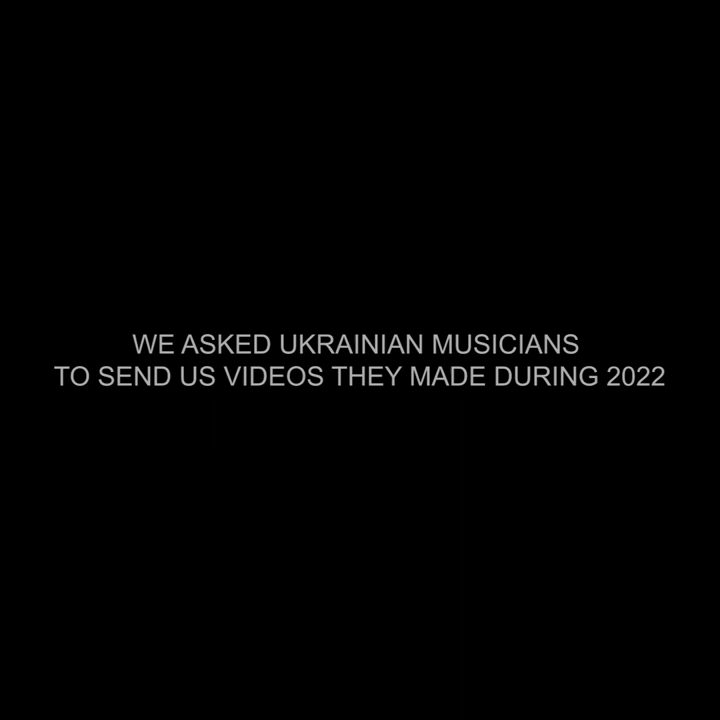 WE ASKED UKRAINIAN MUSICIANS
TO SEND US VIDEOS THEY MADE DURING 2022